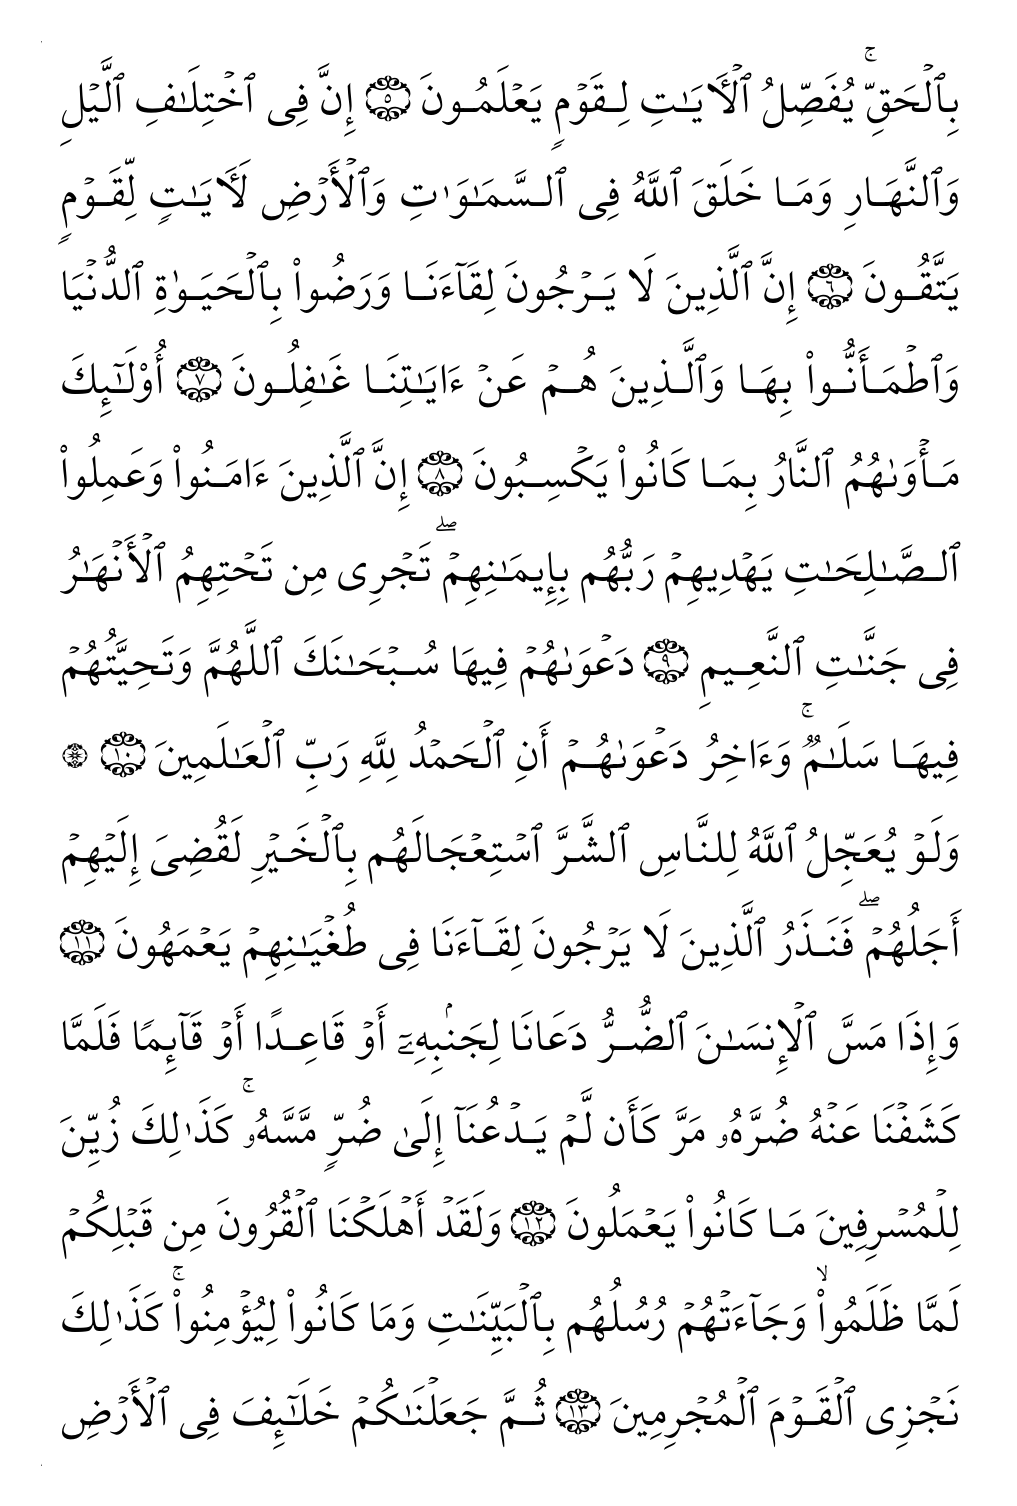 بِٱلْحَقِّ ۚ يُفَصِّلُ ٱلْـَٔايَـٰتِ لِقَوْمٍ يَعْلَمُونَ ٥ إِنَّ فِى ٱخْتِلَـٰفِ ٱلَّيْلِ
وَٱلنَّهَارِ وَمَا خَلَقَ ٱللَّهُ فِى ٱلسَّمَـٰوَٰتِ وَٱلْأَرْضِ لَـَٔايَـٰتٍ لِّقَوْمٍ
يَتَّقُونَ ٦ إِنَّ ٱلَّذِينَ لَا يَرْجُونَ لِقَآءَنَا وَرَضُوا۟ بِٱلْحَيَوٰةِ ٱلدُّنْيَا
وَٱطْمَأَنُّوا۟ بِهَا وَٱلَّذِينَ هُمْ عَنْ ءَايَـٰتِنَا غَـٰفِلُونَ ٧ أُو۟لَـٰٓئِكَ
مَأْوَىٰهُمُ ٱلنَّارُ بِمَا كَانُوا۟ يَكْسِبُونَ ٨ إِنَّ ٱلَّذِينَ ءَامَنُوا۟ وَعَمِلُوا۟
ٱلصَّـٰلِحَـٰتِ يَهْدِيهِمْ رَبُّهُم بِإِيمَـٰنِهِمْ ۖ تَجْرِى مِن تَحْتِهِمُ ٱلْأَنْهَـٰرُ
فِى جَنَّـٰتِ ٱلنَّعِيمِ ٩ دَعْوَىٰهُمْ فِيهَا سُبْحَـٰنَكَ ٱللَّهُمَّ وَتَحِيَّتُهُمْ
فِيهَا سَلَـٰمٌ ۚ وَءَاخِرُ دَعْوَىٰهُمْ أَنِ ٱلْحَمْدُ لِلَّهِ رَبِّ ٱلْعَـٰلَمِينَ ١٠ ۞
وَلَوْ يُعَجِّلُ ٱللَّهُ لِلنَّاسِ ٱلشَّرَّ ٱسْتِعْجَالَهُم بِٱلْخَيْرِ لَقُضِىَ إِلَيْهِمْ
أَجَلُهُمْ ۖ فَنَذَرُ ٱلَّذِينَ لَا يَرْجُونَ لِقَآءَنَا فِى طُغْيَـٰنِهِمْ يَعْمَهُونَ ١١
وَإِذَا مَسَّ ٱلْإِنسَـٰنَ ٱلضُّرُّ دَعَانَا لِجَنۢبِهِۦٓ أَوْ قَاعِدًا أَوْ قَآئِمًا فَلَمَّا
كَشَفْنَا عَنْهُ ضُرَّهُۥ مَرَّ كَأَن لَّمْ يَدْعُنَآ إِلَىٰ ضُرٍّ مَّسَّهُۥ ۚ كَذَٰلِكَ زُيِّنَ
لِلْمُسْرِفِينَ مَا كَانُوا۟ يَعْمَلُونَ ١٢ وَلَقَدْ أَهْلَكْنَا ٱلْقُرُونَ مِن قَبْلِكُمْ
لَمَّا ظَلَمُوا۟ ۙ وَجَآءَتْهُمْ رُسُلُهُم بِٱلْبَيِّنَـٰتِ وَمَا كَانُوا۟ لِيُؤْمِنُوا۟ ۚ كَذَٰلِكَ
نَجْزِى ٱلْقَوْمَ ٱلْمُجْرِمِينَ ١٣ ثُمَّ جَعَلْنَـٰكُمْ خَلَـٰٓئِفَ فِى ٱلْأَرْضِ